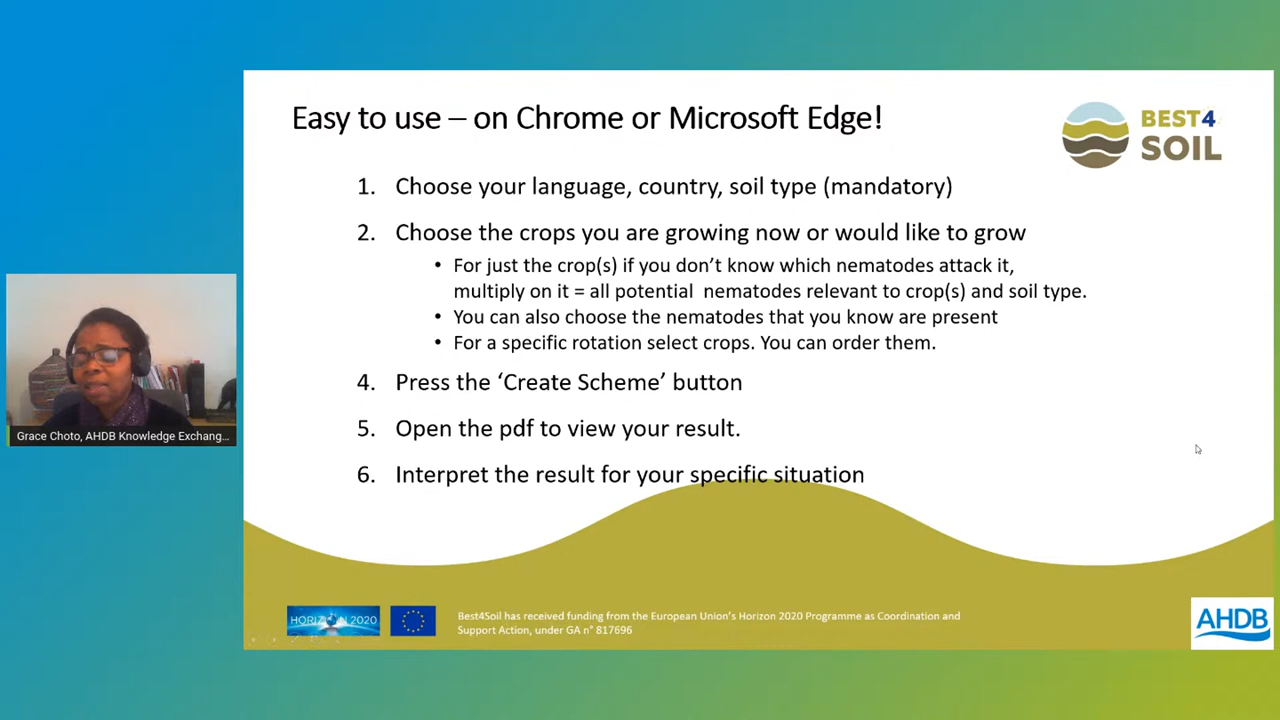 Easy to use – on Chrome or Microsoft Edge!
BEST4
SOIL
1. Choose your language, country, soil type (mandatory)
2. Choose the crops you are growing now or would like to grow
• For just the crop(s) if you don’t know which nematodes attack it,
multiply on it = all potential nematodes relevant to crop(s) and soil type.
• You can also choose the nematodes that you know are present
• For a specific rotation select crops. You can order them.
4. Press the ‘Create Scheme’ button
5. Open the pdf to view your result.
6. Interpret the result for your specific situation
Grace Choto, AHDB Knowledge Exchang...
HORIZON 2020
Best4Soil has received funding from the European Union’s Horizon 2020 Programme as Coordination and
Support Action, under GA n° 817696
AHDB